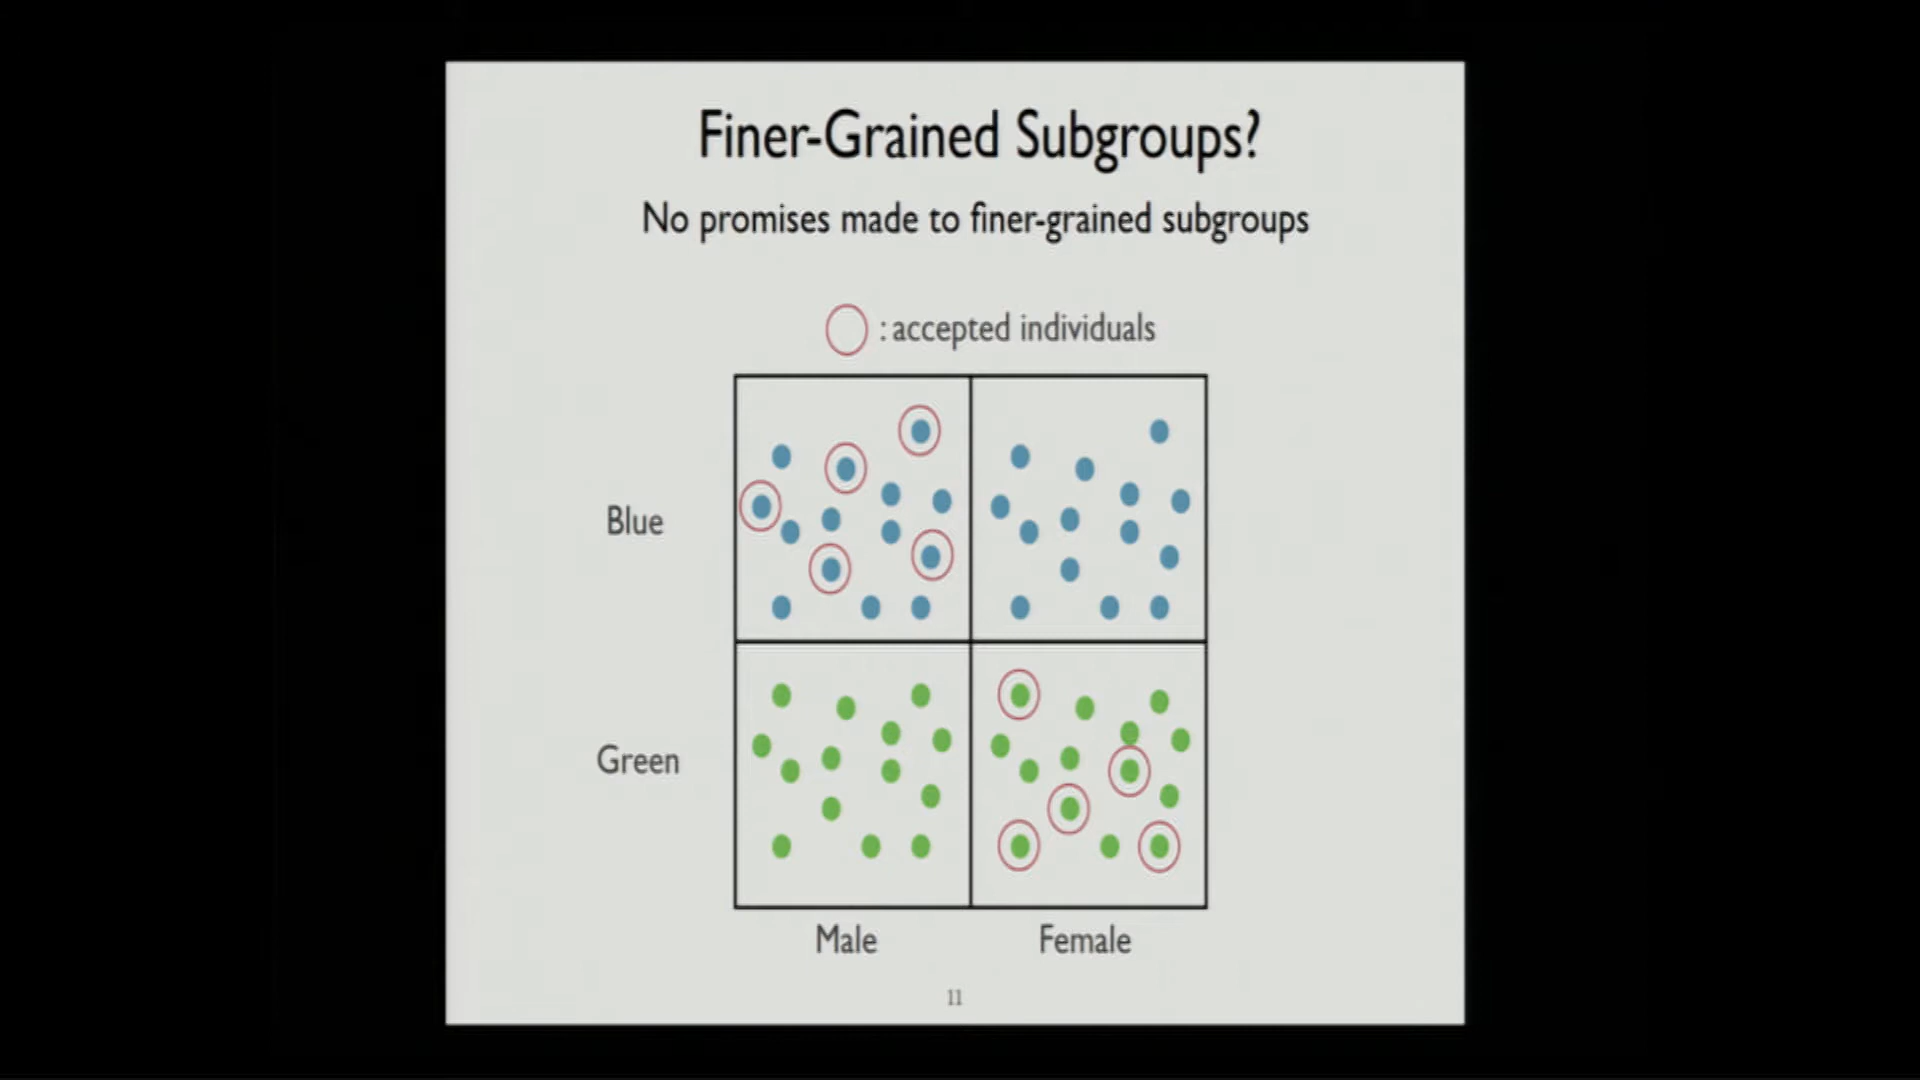 Finer-Grained Subgroups?
No promises made to finer-grained subgroups
: accepted individuals
Blue
Green
Male Female
11